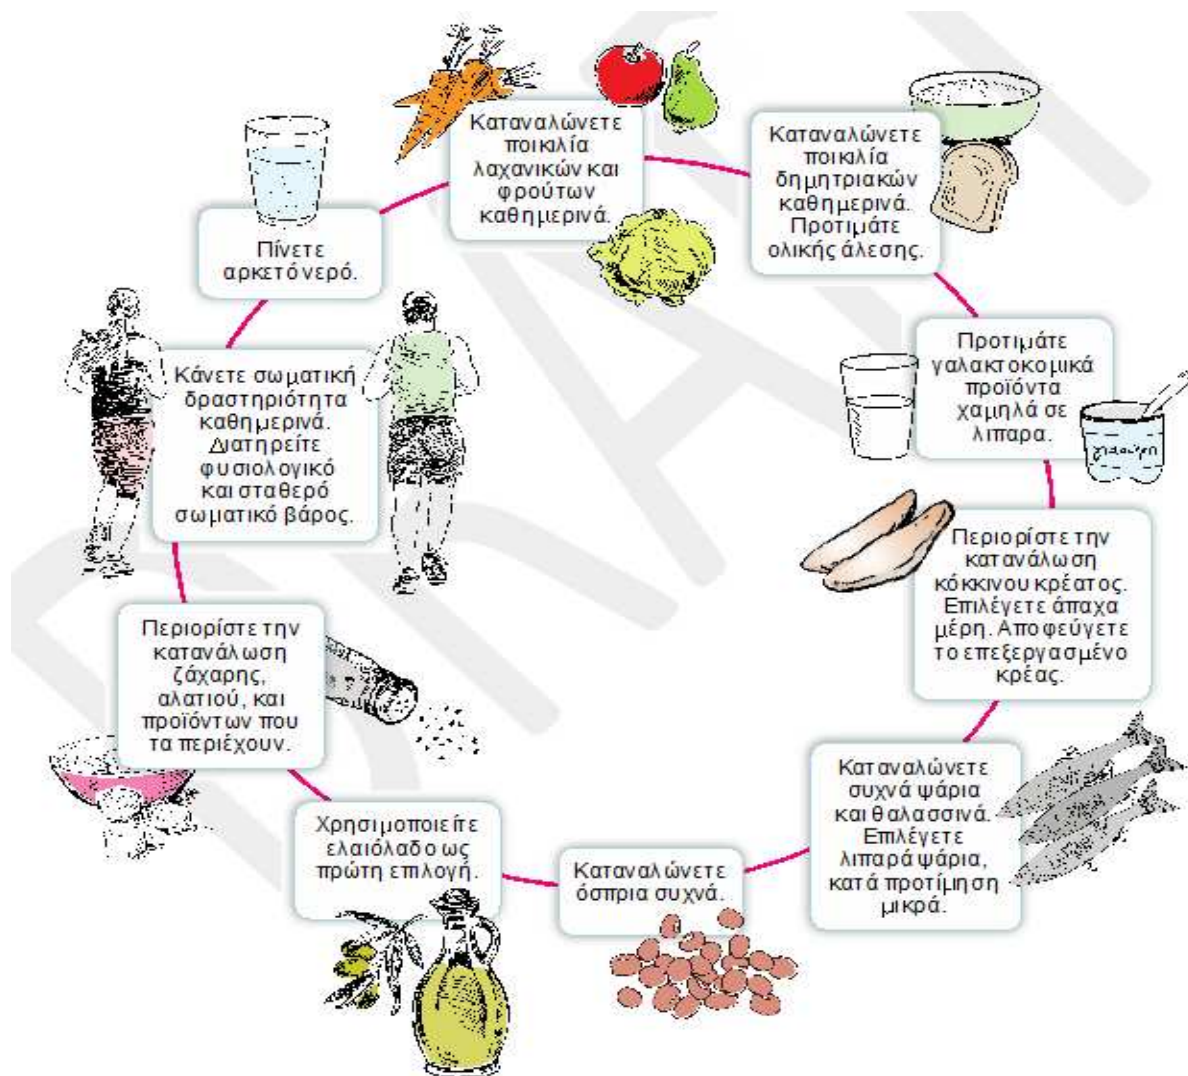 Καταναλώνετε
ποικιλία
λαχανικών και
φρούτων
καθημερινά.
Καταναλώνετε
ποικιλία
δημητριακών
καθημερινά.
Προτιμάτε
ολικής άλεσης.
Προτιμάτε
γαλακτοκομικά
προϊόντα
χαμηλά σε
λιπαρα.
γιαούρτι
Περιορίστε την
κατανάλωση
κόκκινου κρέατος.
Επιλέγετε άπαχα
μέρη. Αποφεύγετε
το επεξεργασμένο
κρέας.
Καταναλώνετε
συχνά ψάρια
και θαλασσινά.
Επιλέγετε
λιπαρά ψάρια,
κατά προτίμηση
μικρά.
Καταναλώνετε
όσπρια συχνά.
Χρησιμοποιείτε
ελαιόλαδο ως
πρώτη επιλογή.
Περιορίστε την
κατανάλωση
ζάχαρης,
αλατιού, και
προϊόντων που
τα περιέχουν.
Κάνετε σωματική
δραστηριότητα
καθημερινά.
Διατηρείτε
φυσιολογικό
και σταθερό
σωματικό βάρος.
Πίνετε
αρκετό νερό.